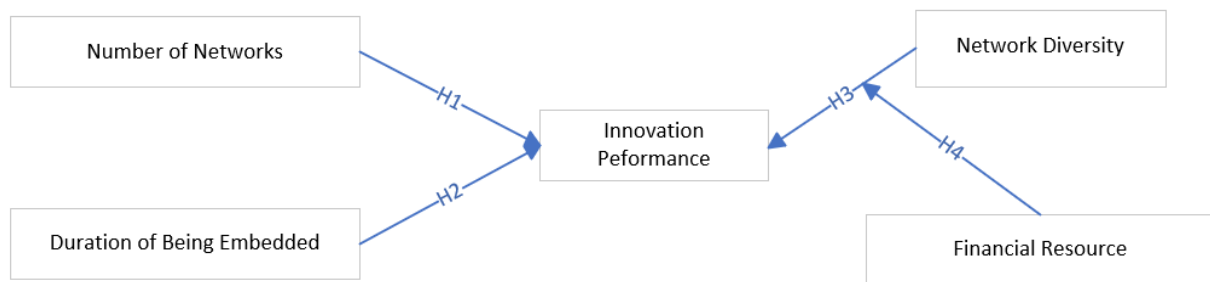 Number of Networks
Network Diversity
H1
H3
Innovation
Peformance
H4
H2
Duration of Being Embedded
Financial Resource